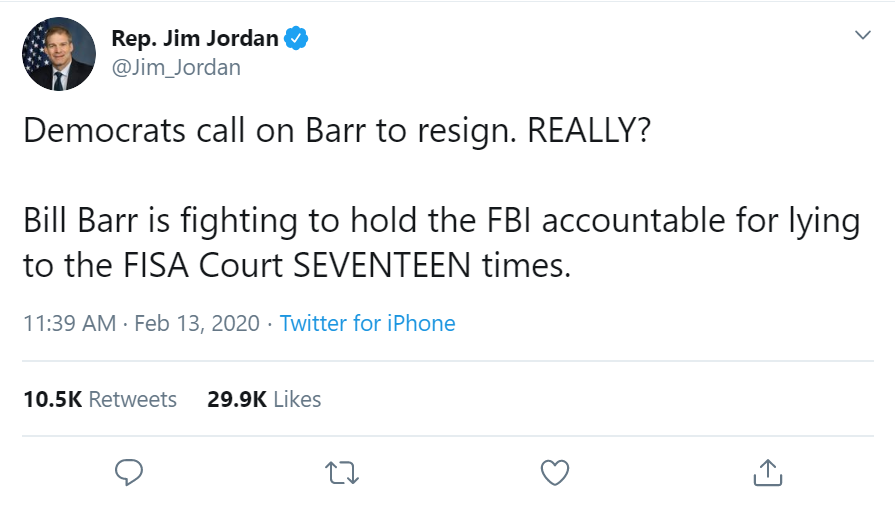 Rep. Jim Jordan
@Jim_Jordan
Democrats call on Barr to resign. REALLY?
Bill Barr is fighting to hold the FBI accountable for lying
to the FISA Court SEVENTEEN times.
11:39 AM · Feb 13, 2020 · Twitter for iPhone
10.5K Retweets 29.9K Likes